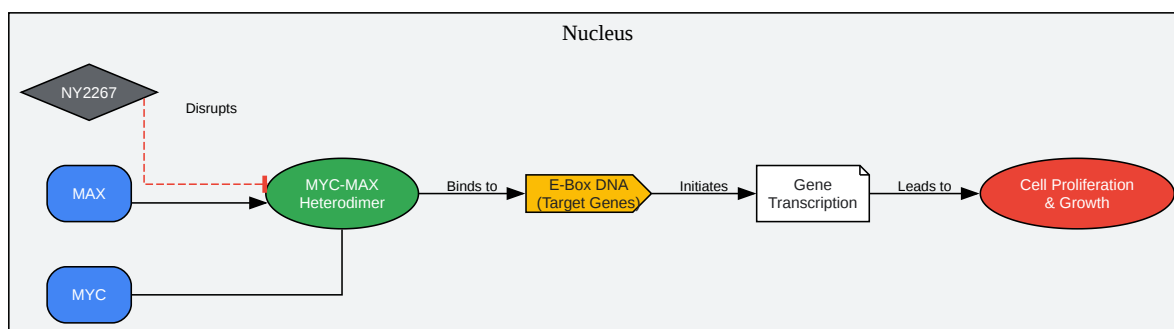 Nucleus
NY2267
Disrupts
MAX
MYC-MAX
Heterodimer
Binds to
E-Box DNA
(Target Genes)
Initiates
Gene
Transcription
Leads to
Cell Proliferation
& Growth
MYC